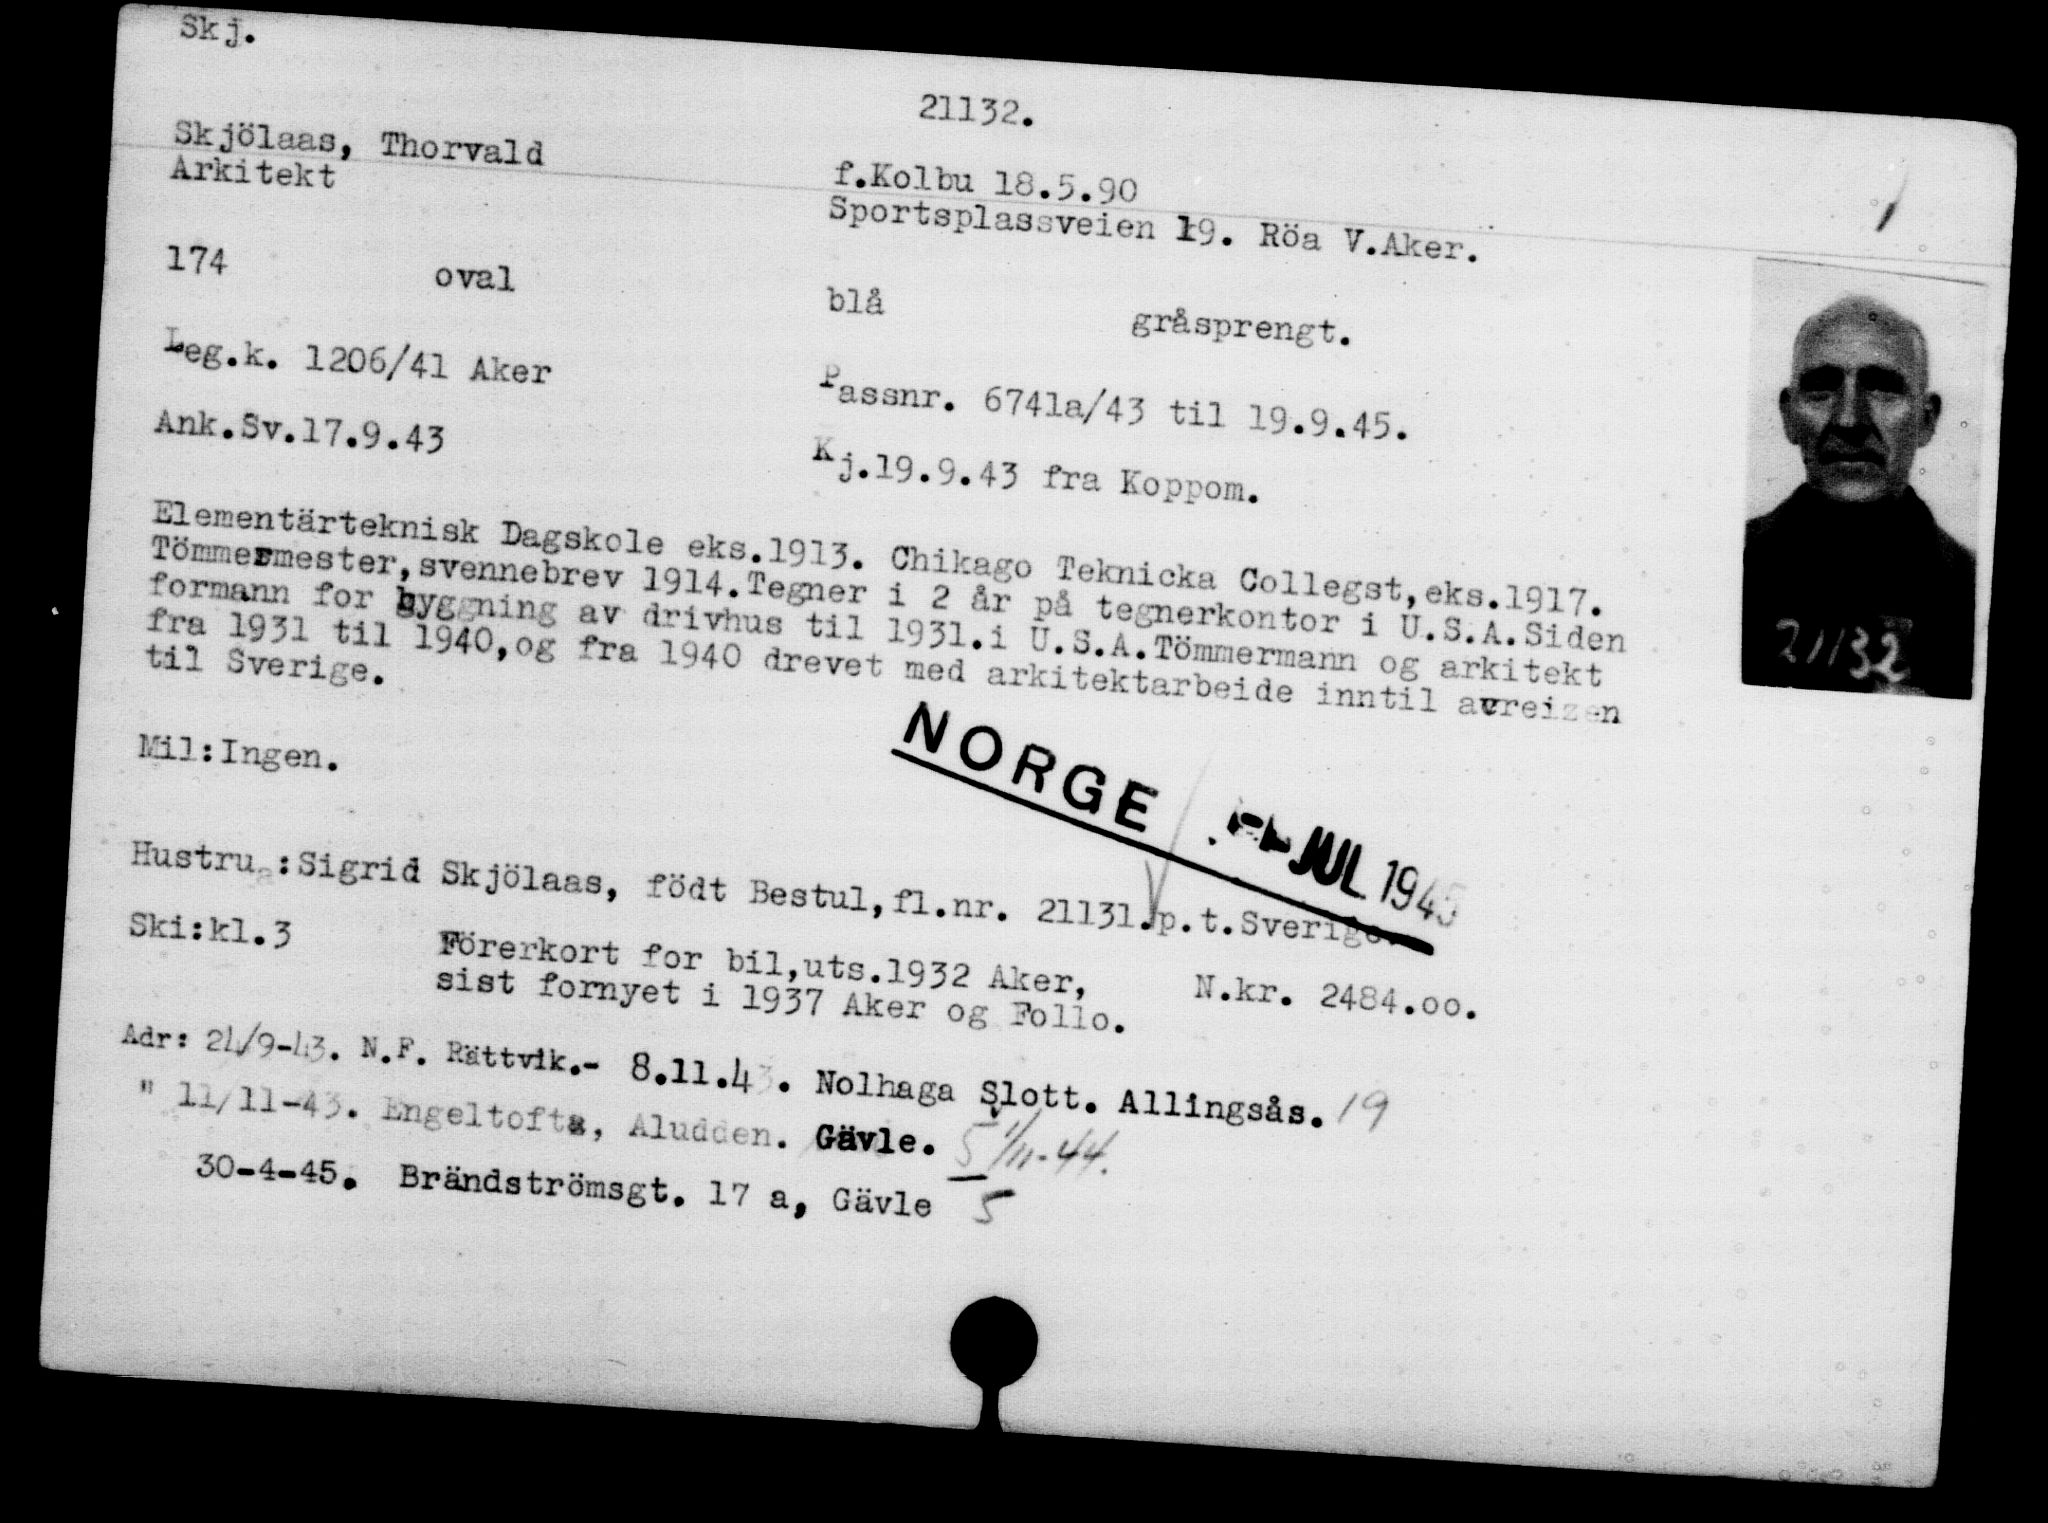 Skj.
21132.
Skjölaas, Thorvald
Arkitekt
f.Kolbu 18.5.90
Sportsplassveien 19. Röa V.Aker.
174 oval blå gråsprengt.
Leg.k. 1206/41 Aker
Passnr. 6741a/43 til 19.9.45.
Ank.Sv.17.9.43
Kj.19.9.43 fra Koppom.
Elementärteknisk Dagskole eks.1913. Chikago Teknicka Collegst,eks.1917.
Tömmermester,svennebrev 1914.Tegner i 2 år på tegnerkontor i U.S.A.Siden
formann for byggning av drivhus til 1931.i U.S.A.Tömmermann og arkitekt
fra 1931 til 1940,og fra 1940 drevet med arkitektarbeide inntil avreizen
til Sverige.
21132
Mil:Ingen.
NORGE
JUL 1945
Hustru:Sigrid Skjölaas, födt Bestul,fl.nr. 21131.p.t.Sverige.
Ski:kl.3 Förerkort for bil,uts.1932 Aker, N.kr. 2484.oo.
sist fornyet i 1937 Aker og Follo.
Adr: 24/9-43. N.F. Rättvik.- 8.11.43. Nolhaga Slott. Allingsås. 19
" 11/11-43. Engeltofta, Aludden. Gävle. 5 1/11-44.
30-4-45. Brändströmsgt. 17 a, Gävle 5